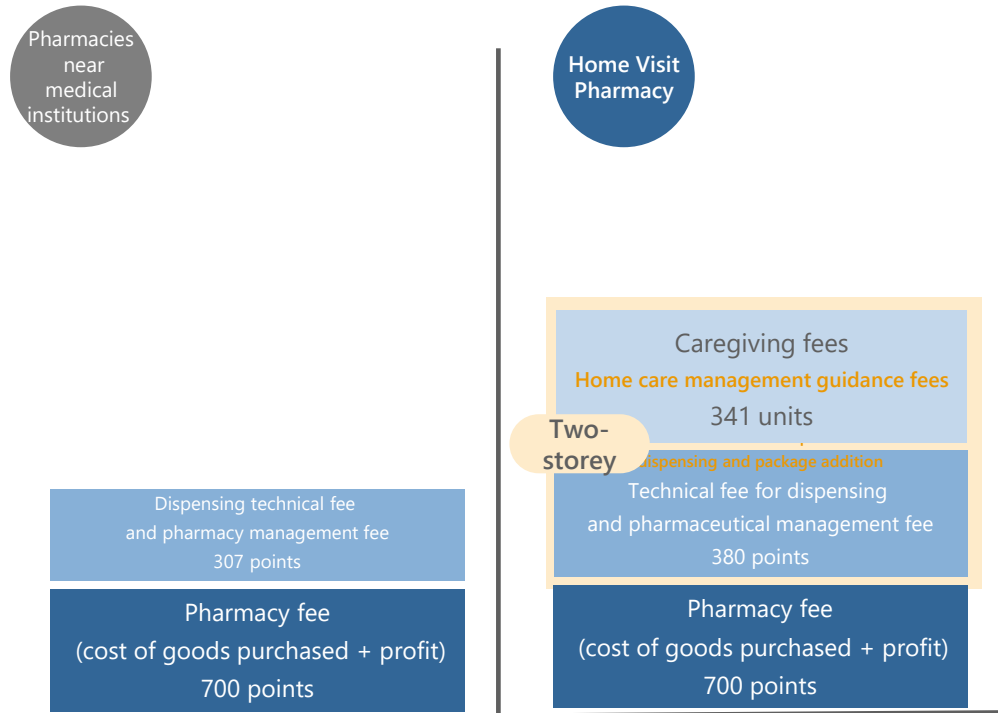 Pharmacies
near
medical
institutions
Dispensing technical fee
and pharmacy management fee
307 points
Pharmacy fee
(cost of goods purchased + profit)
700 points
Home Visit
Pharmacy
Caregiving fees
Home care management guidance fees
341 units
Two-
storey
dispensing and package addition
Technical fee for dispensing
and pharmaceutical management fee
380 points
Pharmacy fee
(cost of goods purchased + profit)
700 points